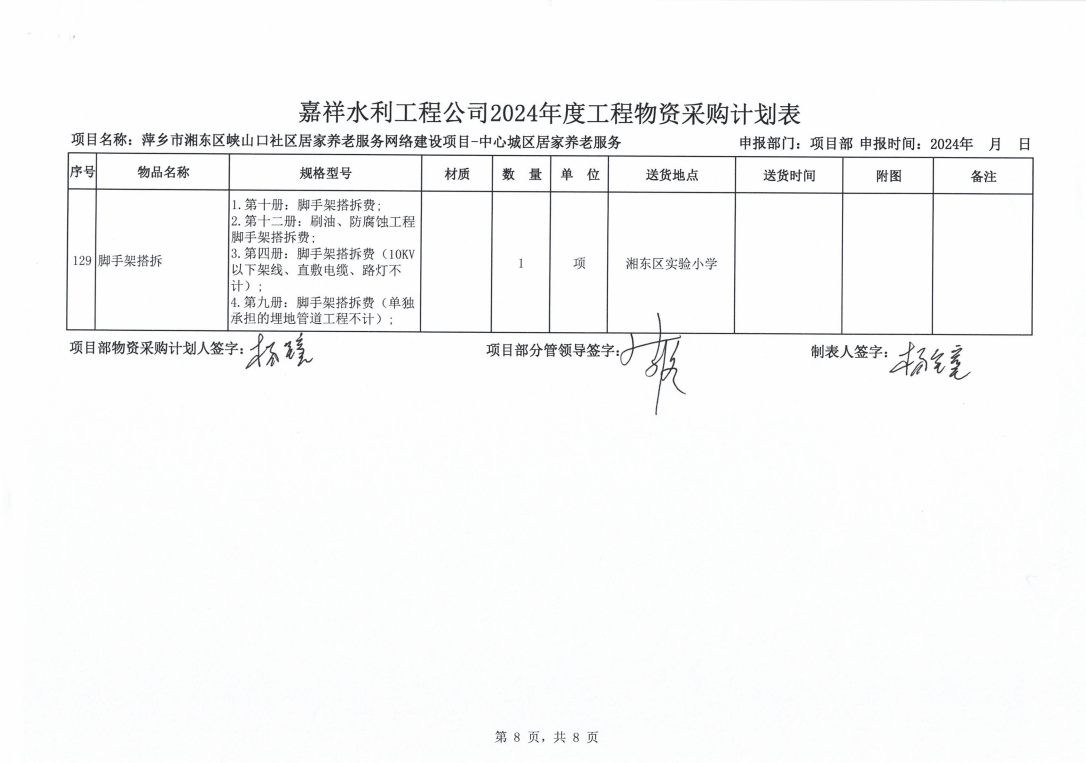 嘉祥水利工程公司2024年度工程物资采购计划表
项目名称：萍乡市湘东区峡山口社区居家养老服务网络建设项目-中心城区居家养老服务 申报部门：项目部 申报时间：2024年 月 日
序号 物品名称 规格型号 材质 数 量 单 位 送货地点 送货时间 附图 备注
129 脚手架搭拆 1 项 湘东区实验小学
1.第十册：脚手架搭拆费;
2.第十二册：刷油、防腐蚀工程
脚手架搭拆费;
3.第四册：脚手架搭拆费（10KV
以下架线、直敷电缆、路灯不
计）;
4.第九册：脚手架搭拆费（单独
承担的埋地管道工程不计）;
项目部物资采购计划人签字： 项目部分管领导签字： 制表人签字：
第 8 页，共 8 页